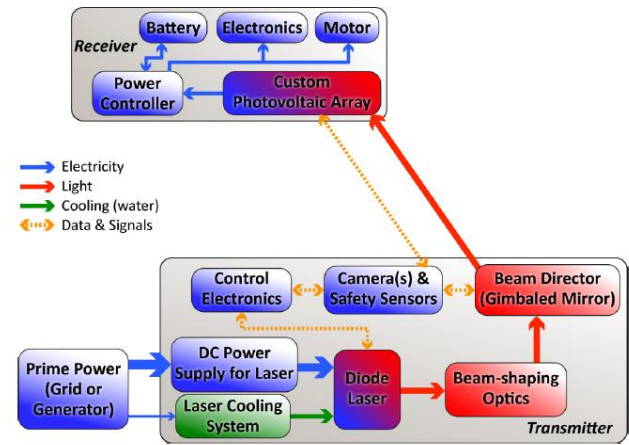 Battery
Electronics
Motor
Receiver
Power
Controller
Custom
Photovoltaic Array
Electricity
Light
Cooling (water)
Data & Signals
Control
Electronics
Camera(s) &
Safety Sensors
Beam Director
(Gimbaled Mirror)
Prime Power
(Grid or
Generator)
DC Power
Supply for Laser
Diode
Laser
Beam-shaping
Optics
Laser Cooling
System
Transmitter